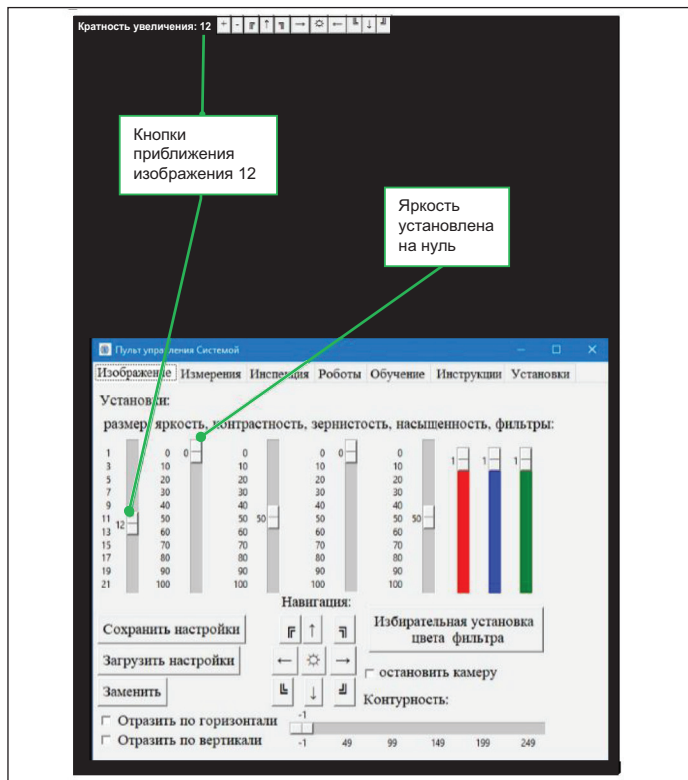 Кратность увеличения: 12 + - ╔ ↑ ╗ → ☼ ← ╚ ↓ ╝
Кнопки
приближения
изображения 12
Яркость
установлена
на нуль
Пульт управления Системой
Изображение Измерения Инспекция Роботы Обучение Инструкции Установки
Установки:
размер, яркость, контрастность, зернистость, насыщенность, фильтры:
1 0 0 0 0 0 0 1 1 1
3 10 10 10 10
5 20 20 20 20
7 30 30 30 30
9 40 40 40 40
11 12 50 50 50 50 50 50
13 60 60 60 60
15 70 70 70 70
17 80 80 80 80
19 90 90 90 90
21 100 100 100 100
Навигация:
Сохранить настройки ╔ ↑ ╗ Избирательная установка
цвета фильтра
Загрузить настройки ← ☼ → остановить камеру
Заменить ╚ ↓ ╝ Контурность:
Отразить по горизонтали -1
Отразить по вертикали -1 49 99 149 199 249